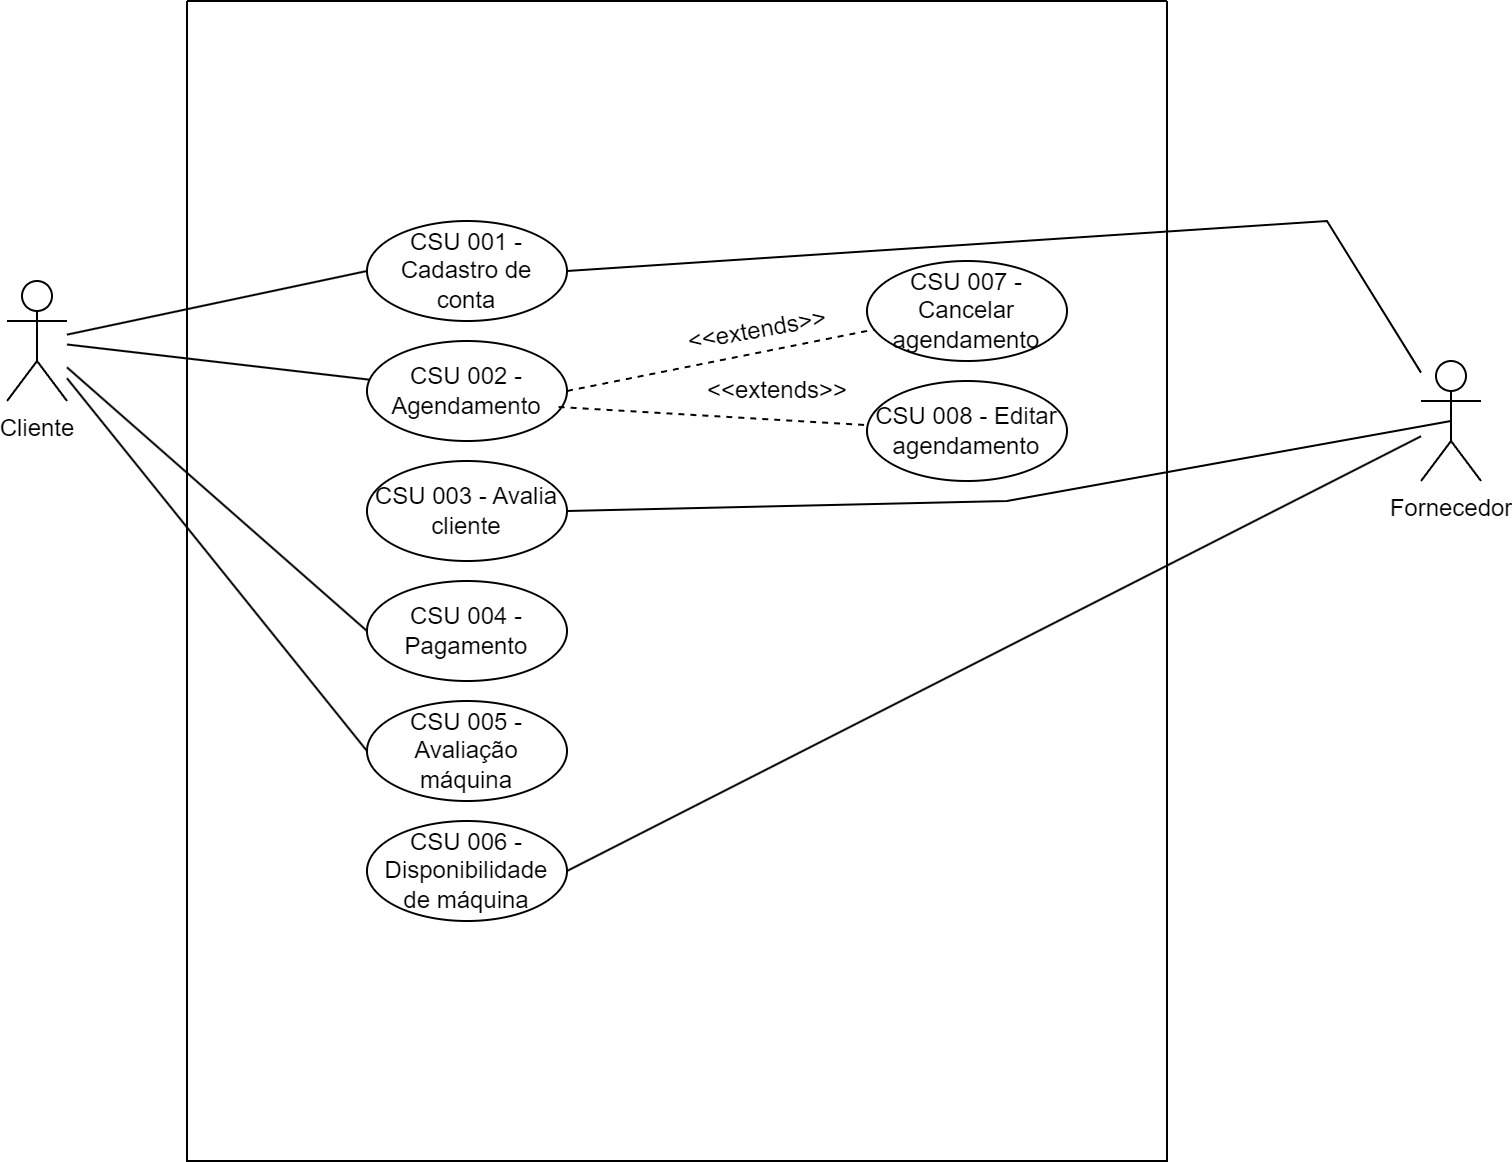 Cliente
CSU 001 -
Cadastro de
conta
CSU 002 -
Agendamento
<<extends>>
<<extends>>
CSU 007 -
Cancelar
agendamento
CSU 008 - Editar
agendamento
CSU 003 - Avalia
cliente
CSU 004 -
Pagamento
CSU 005 -
Avaliação
máquina
CSU 006 -
Disponibilidade
de máquina
Fornecedor